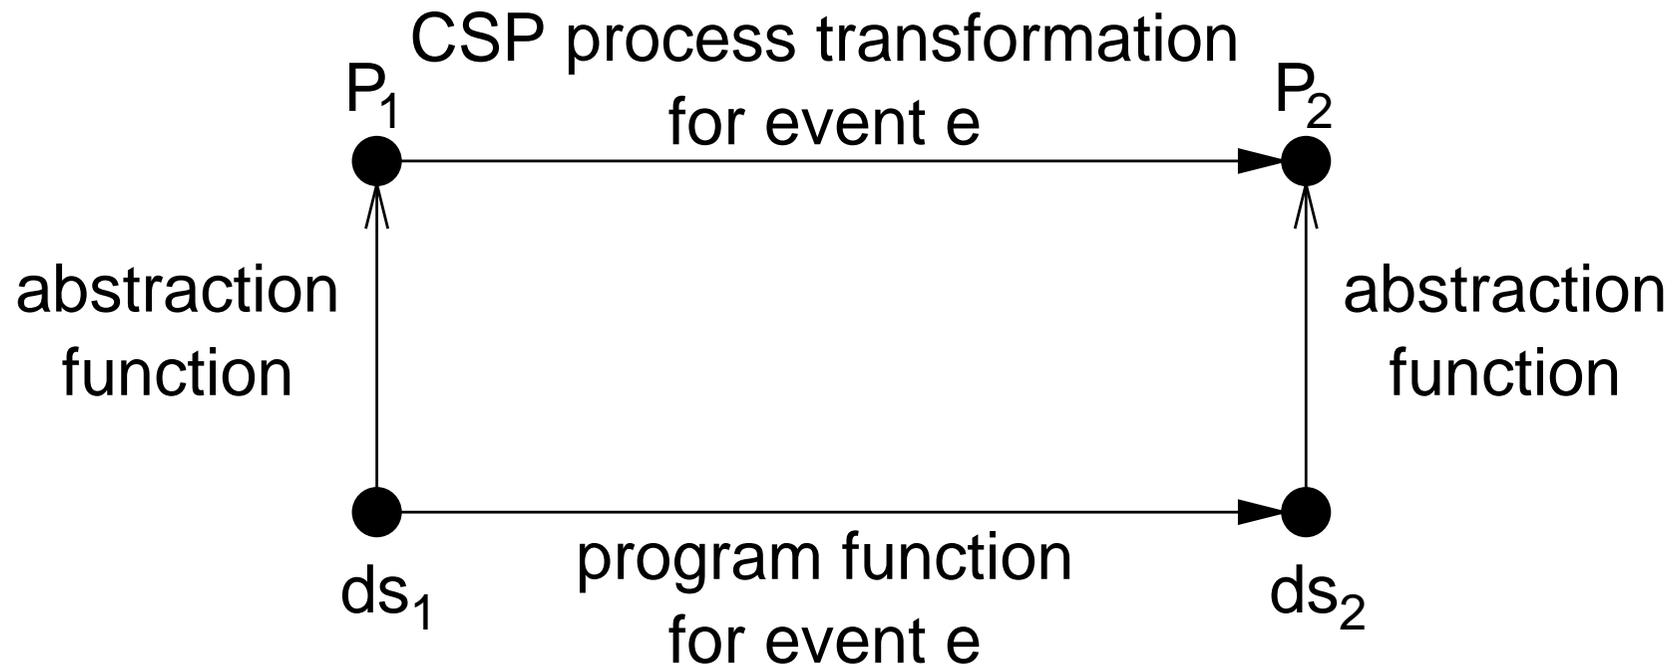 CSP process transformation
for event e
P1
P2
abstraction
function
abstraction
function
program function
for event e
ds1
ds2